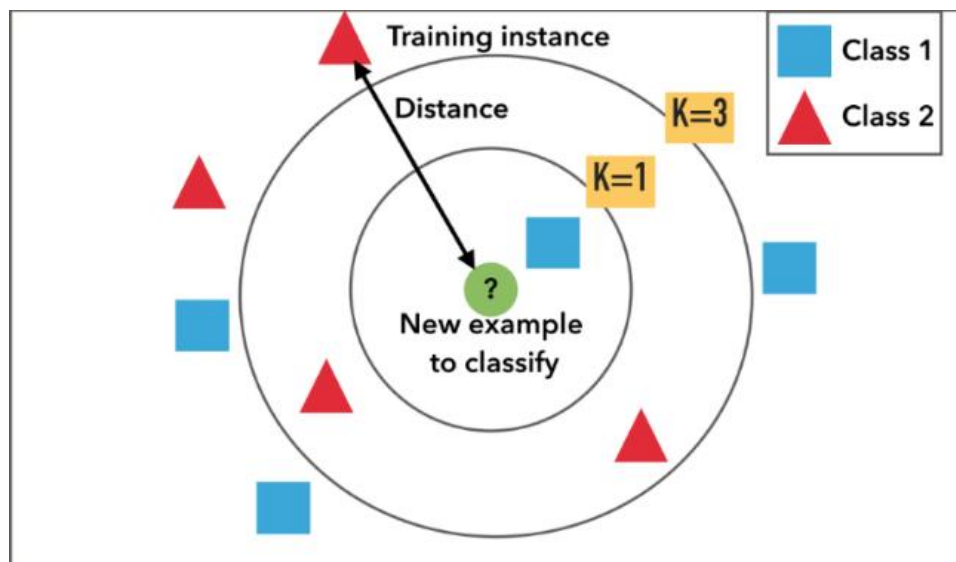 Training instance
Class 1
Distance
Class 2
K=3
K=1
?
New example
to classify